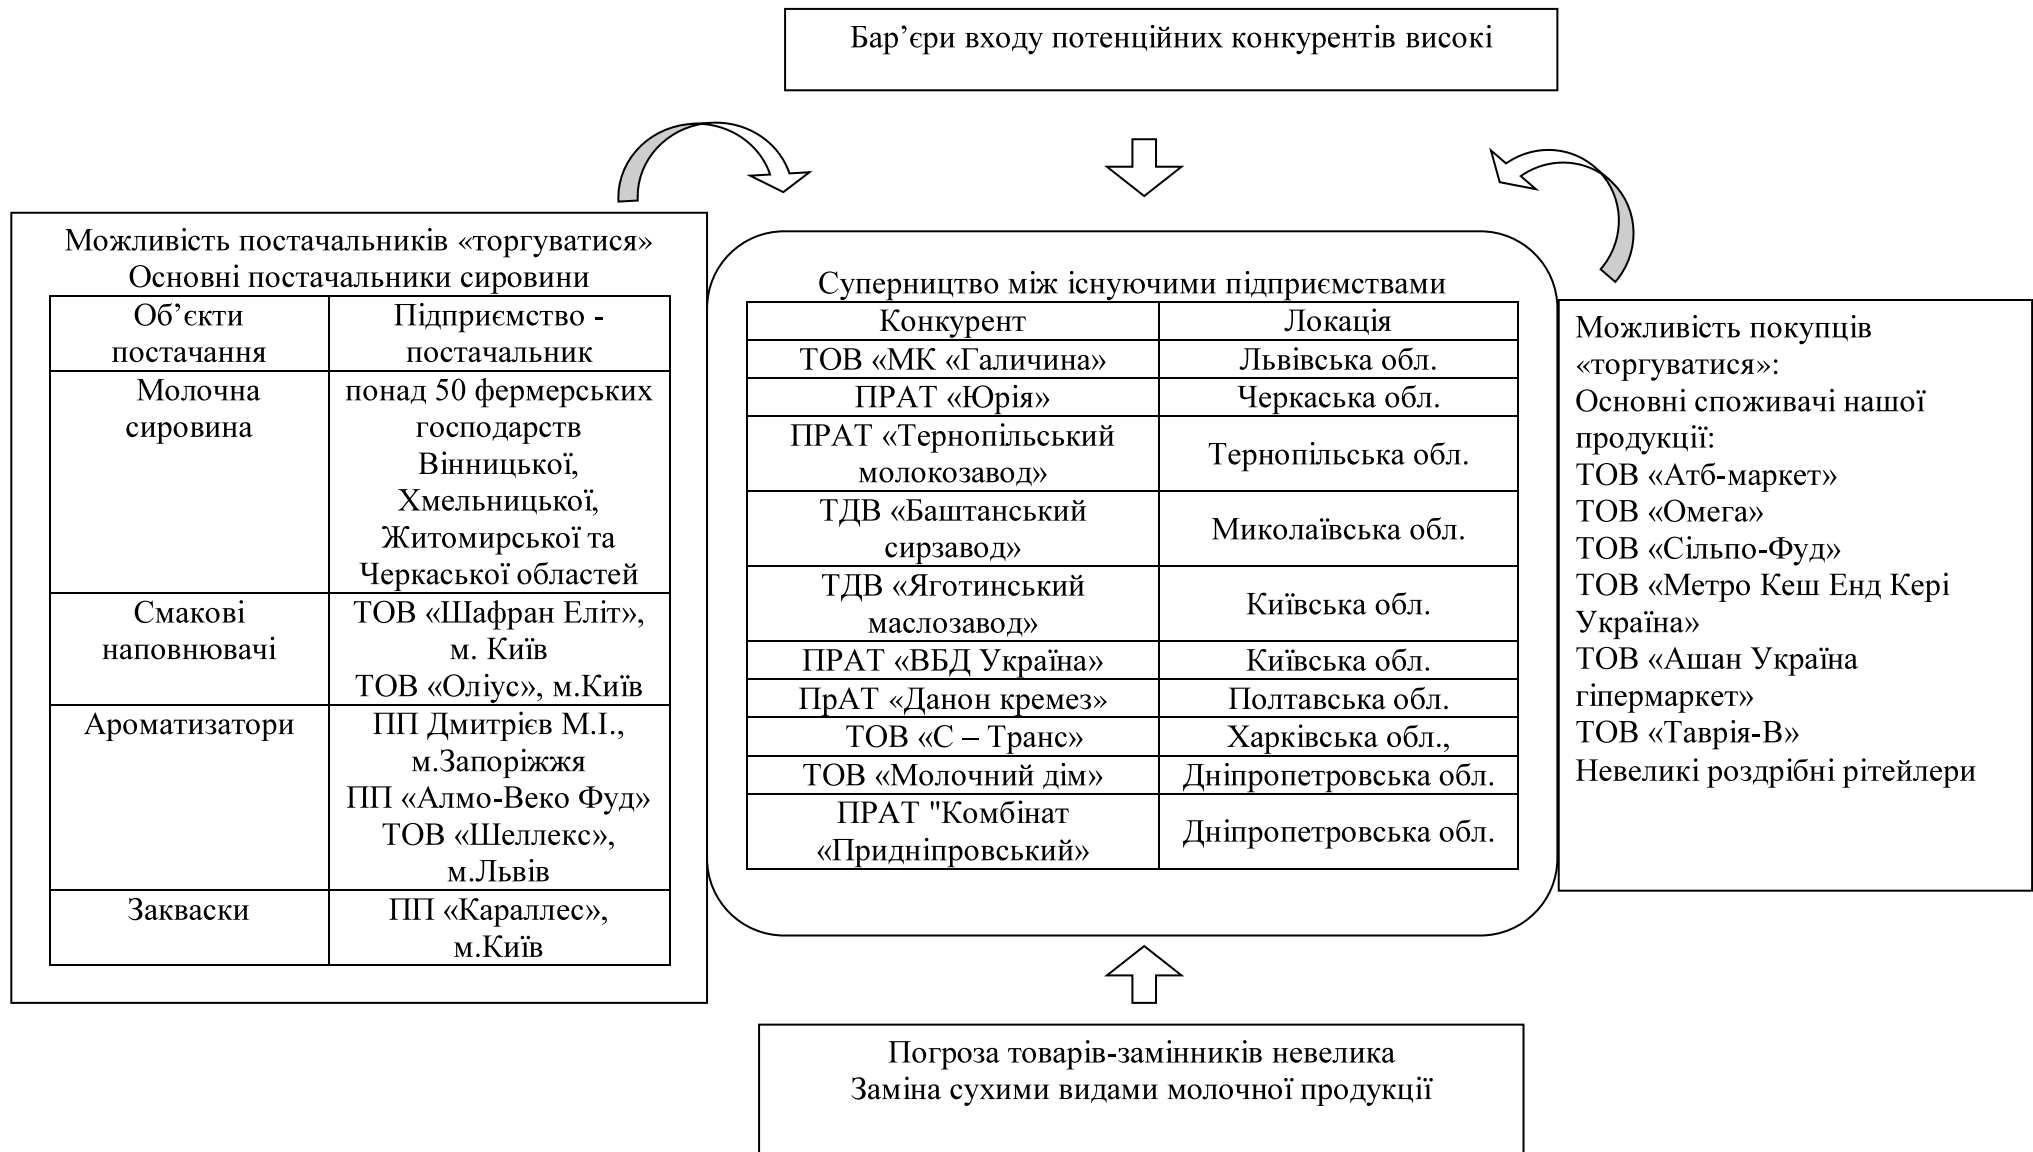 Бар’єри входу потенційних конкурентів високі
Можливість постачальників «торгуватися»
Основні постачальники сировини
Об’єкти
постачання
Підприємство -
постачальник
Молочна
сировина
понад 50 фермерських
господарств
Вінницької,
Хмельницької,
Житомирської та
Черкаської областей
Смакові
наповнювачі
ТОВ «Шафран Еліт»,
м. Київ
ТОВ «Оліус», м.Київ
Ароматизатори
ПП Дмитрієв М.І.,
м.Запоріжжя
ПП «Алмо-Веко Фуд»
ТОВ «Шеллекс»,
м.Львів
Закваски
ПП «Караллес»,
м.Київ
Суперництво між існуючими підприємствами
Конкурент
Локація
ТОВ «МК «Галичина»
Львівська обл.
ПРАТ «Юрія»
Черкаська обл.
ПРАТ «Тернопільський
молокозавод»
Тернопільська обл.
ТДВ «Баштанський
сирзавод»
Миколаївська обл.
ТДВ «Яготинський
маслозавод»
Київська обл.
ПРАТ «ВБД Україна»
Київська обл.
ПрАТ «Данон кремез»
Полтавська обл.
ТОВ «С – Транс»
Харківська обл.,
ТОВ «Молочний дім»
Дніпропетровська обл.
ПРАТ "Комбінат
«Придніпровський»
Дніпропетровська обл.
Можливість покупців
«торгуватися»:
Основні споживачі нашої
продукції:
ТОВ «Атб-маркет»
ТОВ «Омега»
ТОВ «Сільпо-Фуд»
ТОВ «Метро Кеш Енд Кері
Україна»
ТОВ «Ашан Україна
гіпермаркет»
ТОВ «Таврія-В»
Невеликі роздрібні рітейлери
Погроза товарів-замінників невелика
Заміна сухими видами молочної продукції